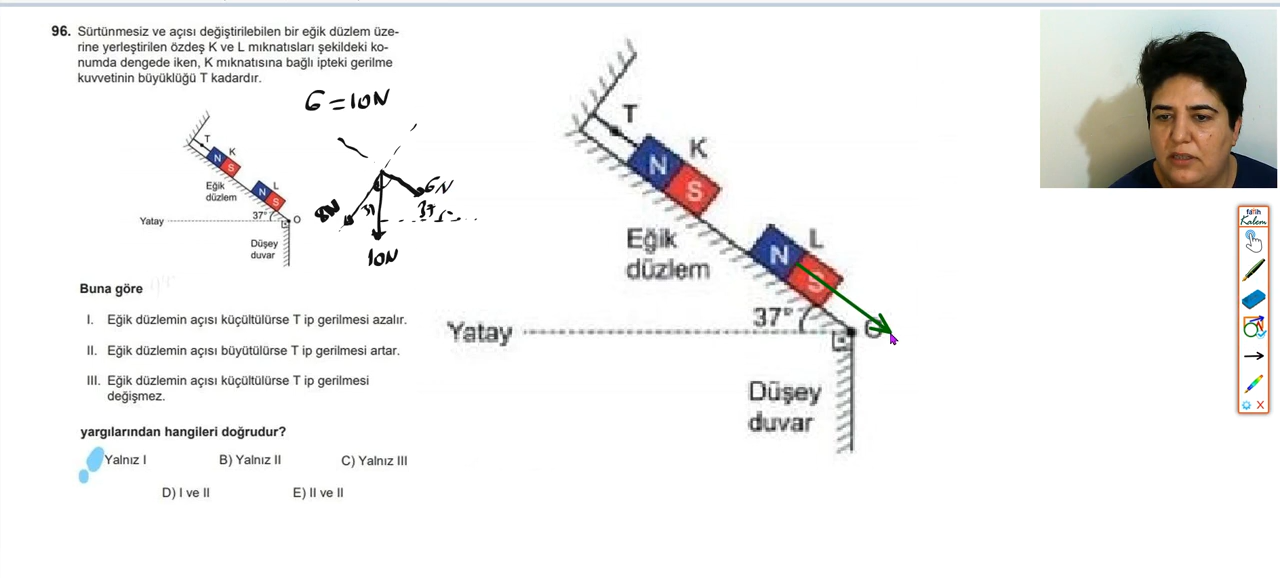 96. Sürtünmesiz ve açısı değiştirilebilen bir eğik düzlem üze-
rine yerleştirilen özdeş K ve L mıknatısları şekildeki ko-
numda dengede iken, K mıknatısına bağlı ipteki gerilme
kuvvetinin büyüklüğü T kadardır.
G = 10N
T
K
N
S
L
N
S
Eğik
düzlem
37°
O
Yatay
Düşey
duvar
8N
37
6N
37
10N
T
K
N
S
L
N
S
Eğik
düzlem
37°
Yatay
Düşey
duvar
Buna göre
I. Eğik düzlemin açısı küçültülürse T ip gerilmesi azalır.
II. Eğik düzlemin açısı büyütülürse T ip gerilmesi artar.
III. Eğik düzlemin açısı küçültülürse T ip gerilmesi
değişmez.
yargılarından hangileri doğrudur?
Yalnız I B) Yalnız II C) Yalnız III
D) I ve II E) II ve II
fatih
Kalem
X